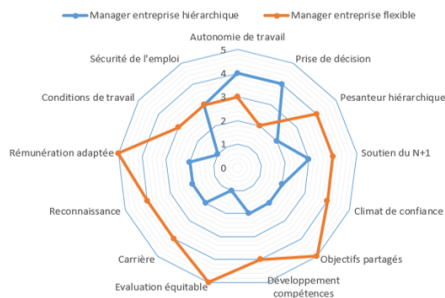 Manager entreprise hiérarchique
Manager entreprise flexible
Autonomie de travail
Prise de décision
Pesanteur hiérarchique
Soutien du N+1
Climat de confiance
Objectifs partagés
Développement
compétences
Evaluation équitable
Carrière
Reconnaissance
Rémunération adaptée
Conditions de travail
Sécurité de l'emploi
5
4
3
2
1
0